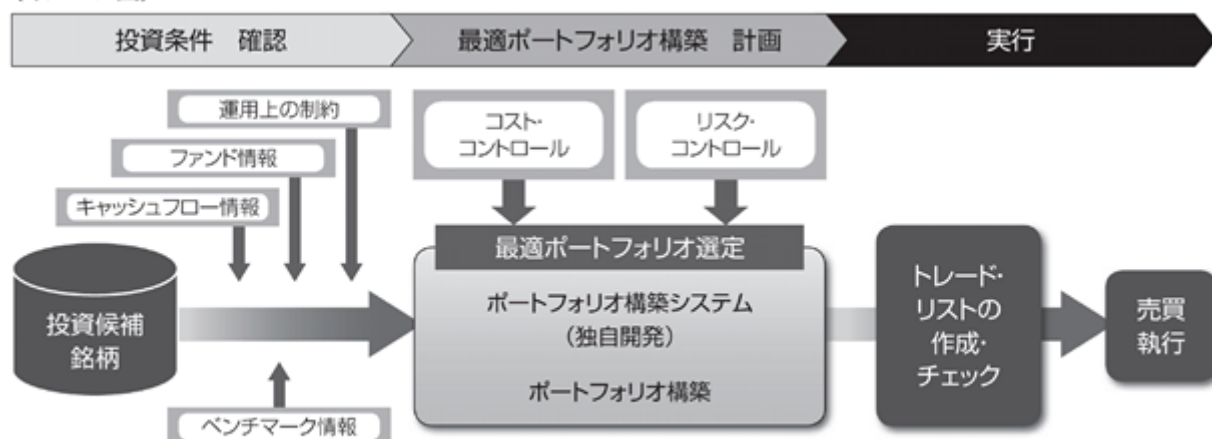 投資条件　確認
最適ポートフォリオ構築　計画
実行
運用上の制約
ファンド情報
キャッシュフロー情報
投資候補
銘柄
ベンチマーク情報
コスト・
コントロール
リスク・
コントロール
最適ポートフォリオ選定
ポートフォリオ構築システム
（独自開発）
ポートフォリオ構築
トレード・
リストの
作成・
チェック
売買
執行